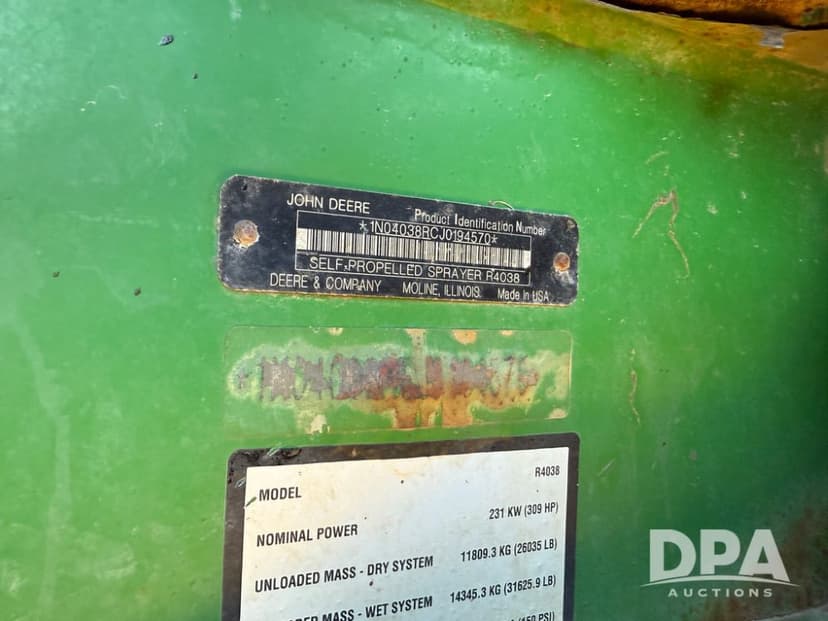 JOHN DEERE Product Identification Number
*1N04038RCJ0194570*
SELF-PROPELLED SPRAYER R4038
DEERE & COMPANY MOLINE, ILLINOIS Made in USA
MODEL R4038
NOMINAL POWER 231 KW (309 HP)
UNLOADED MASS - DRY SYSTEM 11809.3 KG (26035 LB)
MASS - WET SYSTEM 14345.3 KG (31625.9 LB)
(150 PSI)
DPA
AUCTIONS